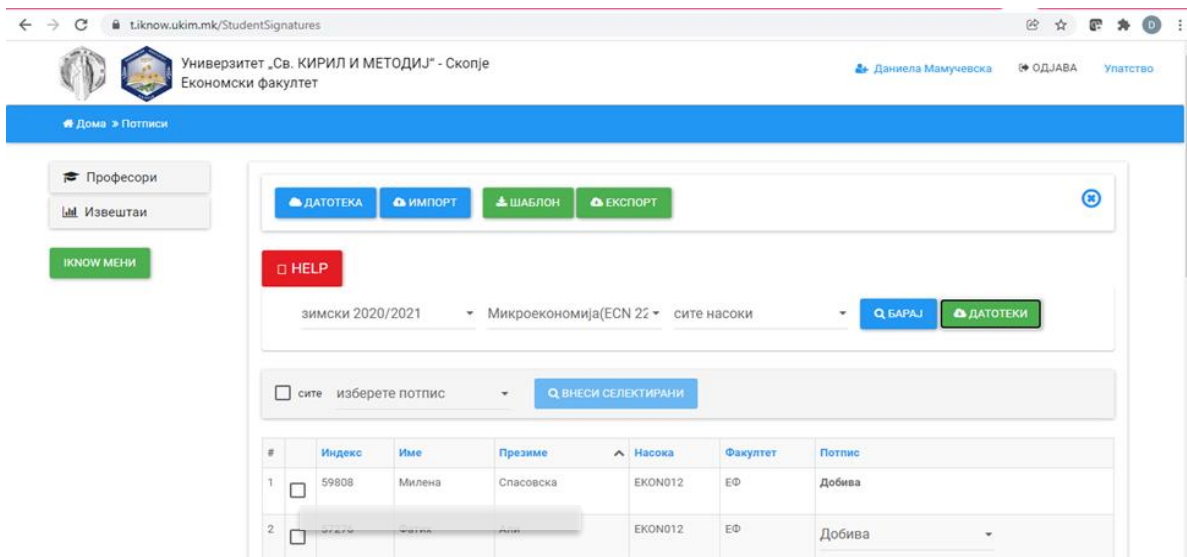 t.iknow.ukim.mk/StudentSignatures
D
Универзитет „Св. КИРИЛ И МЕТОДИЈ" - Скопје
Економски факултет
Даниела Мамучевска ОДЈАВА Упатство
Дома » Потписи
Професори
Извештаи
IKNOW МЕНИ
ДАТОТЕКА ИМПОРТ ШАБЛОН ЕКСПОРТ
HELP
зимски 2020/2021 Микроекономија(ECN 22 сите насоки БАРАЈ ДАТОТЕКИ
сите изберете потпис ВНЕСИ СЕЛЕКТИРАНИ
# Индекс Име Презиме Насока Факултет Потпис
1 59808 Милена Спасовска EKON012 ЕФ Добива
2 EKON012 ЕФ Добива